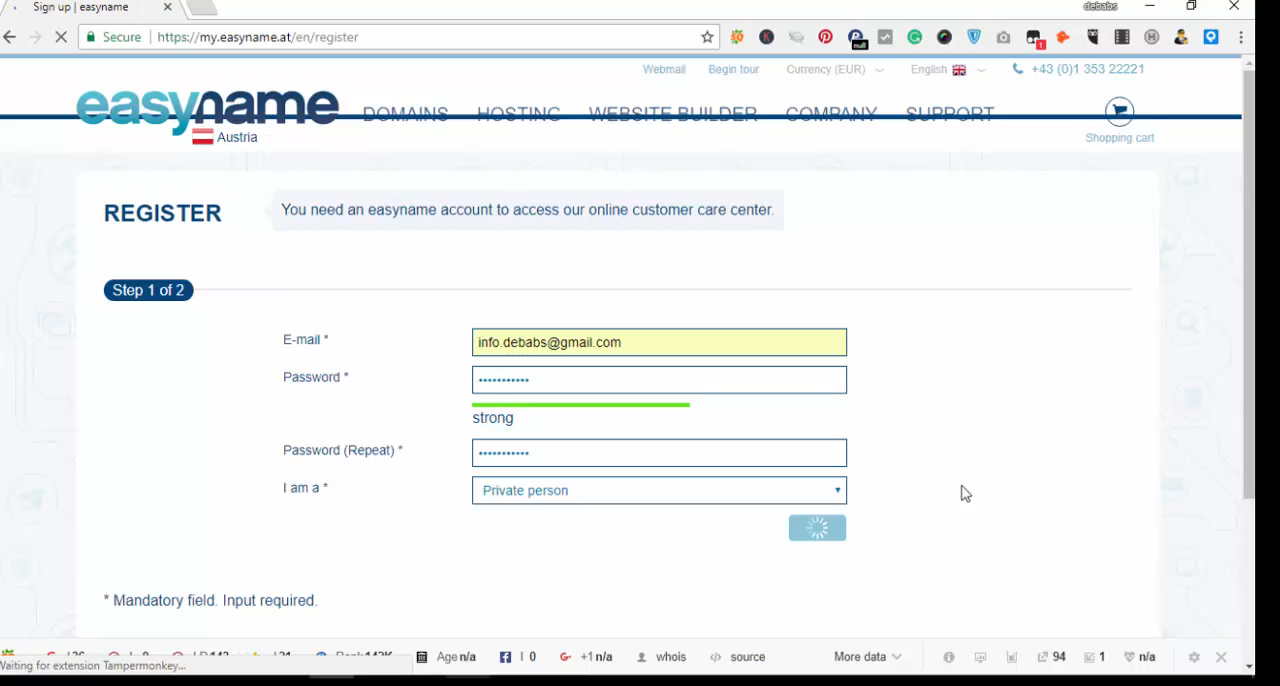 Sign up | easyname
debabs
Secure
https://my.easyname.at/en/register
null
1
Webmail
Begin tour
Currency (EUR)
English
+43 (0)1 353 22221
easyname
DOMAINS
HOSTING
WEBSITE BUILDER
COMPANY
SUPPORT
Austria
Shopping cart
REGISTER
You need an easyname account to access our online customer care center.
Step 1 of 2
E-mail *
info.debabs@gmail.com
Password *
•••••••••••
strong
Password (Repeat) *
•••••••••••
I am a *
Private person
* Mandatory field. Input required.
Waiting for extension Tampermonkey...
Age n/a
0
+1 n/a
whois
source
More data
94
1
n/a